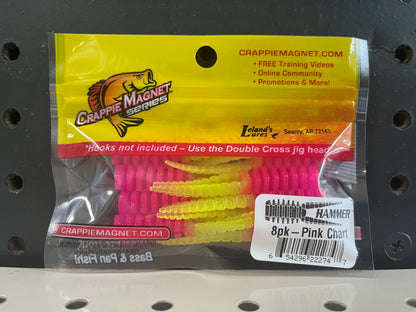 CRAPPIEMAGNET.COM
• FREE Training Videos
• Online Community
• Promotions & More!
CRAPPIE MAGNET
SERIES
Leland's
Lures
Searcy, AR 72143
*Hooks not included – Use the Double Cross jig head
HAMMER
8pk – Pink Chart
6 54296 22274 7
CRAPPIEMAGNET.COM
Bass & Pan Fish!